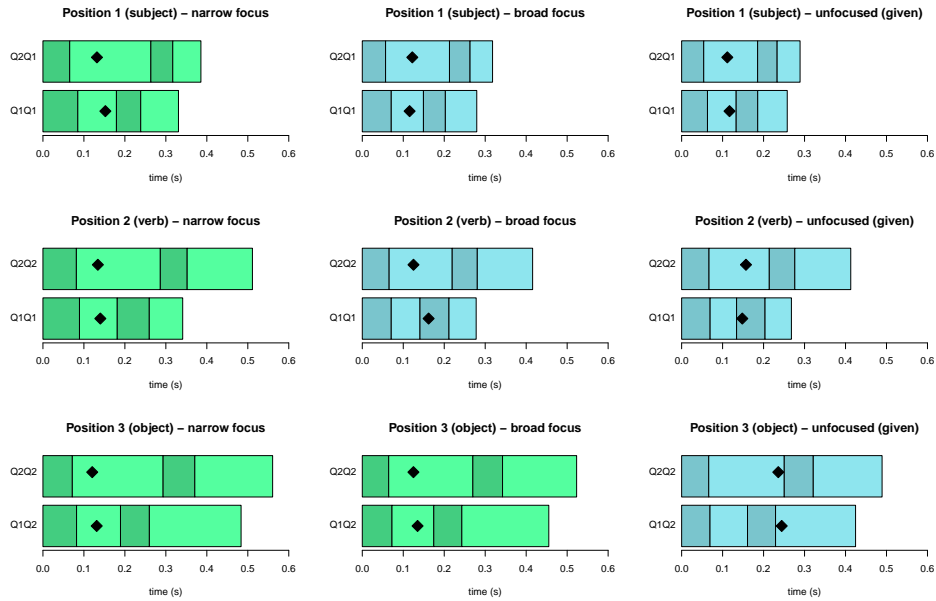 Position 1 (subject) – narrow focus
Q2Q1
Q1Q1
0.0 0.1 0.2 0.3 0.4 0.5 0.6
time (s)
Position 1 (subject) – broad focus
Q2Q1
Q1Q1
0.0 0.1 0.2 0.3 0.4 0.5 0.6
time (s)
Position 1 (subject) – unfocused (given)
Q2Q1
Q1Q1
0.0 0.1 0.2 0.3 0.4 0.5 0.6
time (s)
Position 2 (verb) – narrow focus
Q2Q2
Q1Q1
0.0 0.1 0.2 0.3 0.4 0.5 0.6
time (s)
Position 2 (verb) – broad focus
Q2Q2
Q1Q1
0.0 0.1 0.2 0.3 0.4 0.5 0.6
time (s)
Position 2 (verb) – unfocused (given)
Q2Q2
Q1Q1
0.0 0.1 0.2 0.3 0.4 0.5 0.6
time (s)
Position 3 (object) – narrow focus
Q2Q2
Q1Q2
0.0 0.1 0.2 0.3 0.4 0.5 0.6
time (s)
Position 3 (object) – broad focus
Q2Q2
Q1Q2
0.0 0.1 0.2 0.3 0.4 0.5 0.6
time (s)
Position 3 (object) – unfocused (given)
Q2Q2
Q1Q2
0.0 0.1 0.2 0.3 0.4 0.5 0.6
time (s)